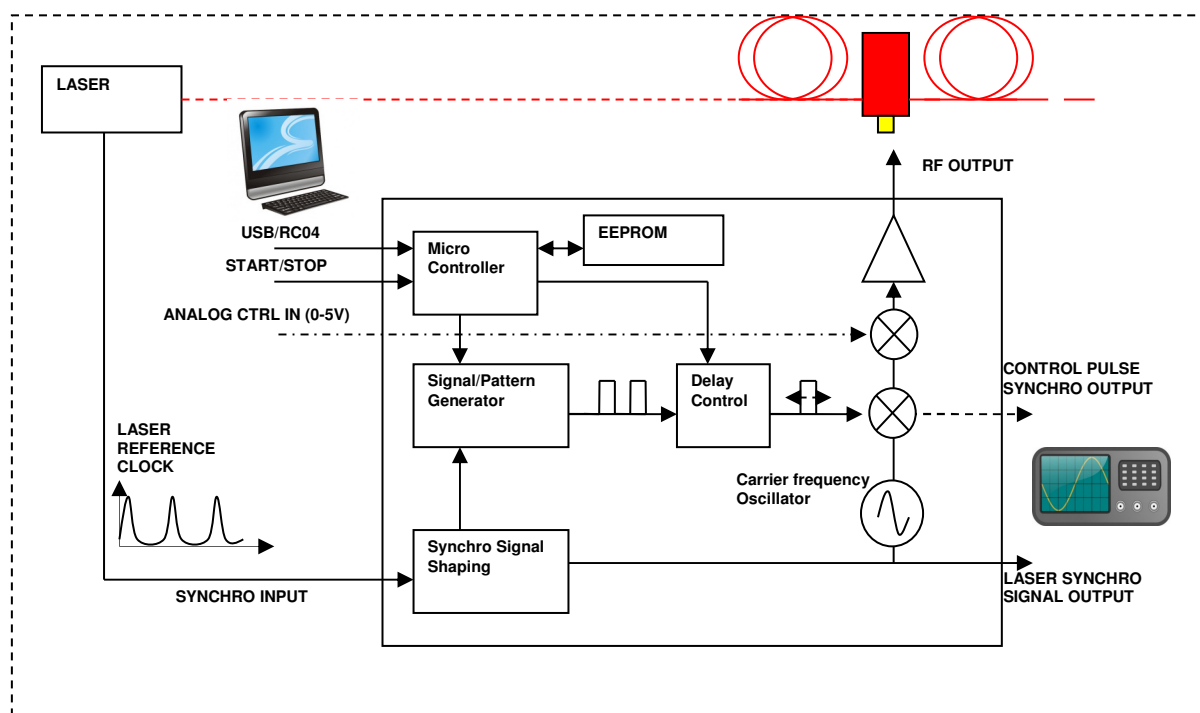 LASER
RF OUTPUT
USB/RC04
Micro
Controller
EEPROM
START/STOP
ANALOG CTRL IN (0-5V)
Signal/Pattern
Generator
Delay
Control
CONTROL PULSE
SYNCHRO OUTPUT
LASER
REFERENCE
CLOCK
Carrier frequency
Oscillator
Synchro Signal
Shaping
SYNCHRO INPUT
LASER SYNCHRO
SIGNAL OUTPUT